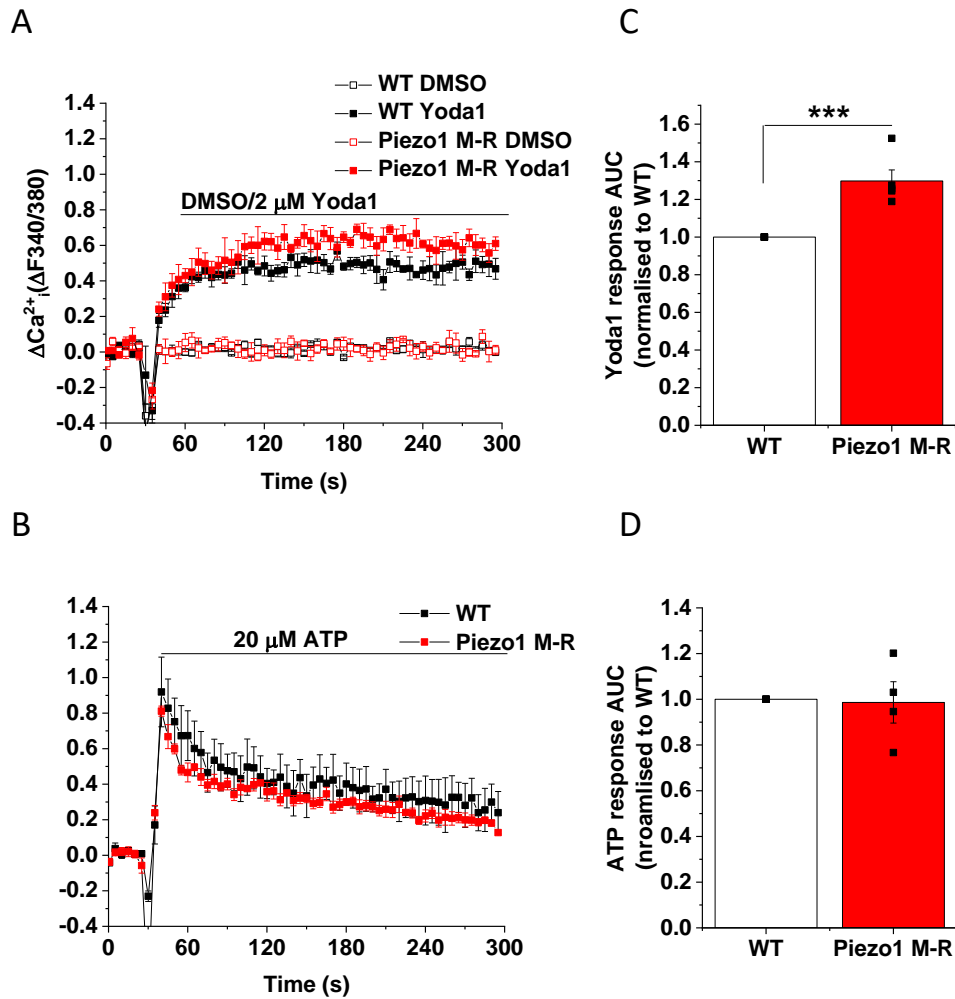 A
WT DMSO
WT Yoda1
Piezo1 M-R DMSO
Piezo1 M-R Yoda1
DMSO/2 μM Yoda1
1.4
1.2
1.0
0.8
0.6
0.4
0.2
0.0
-0.2
-0.4
ΔCa²⁺ᵢ(ΔF340/380)
0 60 120 180 240 300
Time (s)
C
***
1.6
1.4
1.2
1.0
0.8
0.6
0.4
0.2
0.0
Yoda1 response AUC
(normalised to WT)
WT Piezo1 M-R
B
WT
Piezo1 M-R
20 μM ATP
1.4
1.2
1.0
0.8
0.6
0.4
0.2
0.0
-0.2
-0.4
0 60 120 180 240 300
Time (s)
D
1.4
1.2
1.0
0.8
0.6
0.4
0.2
0.0
ATP response AUC
(nroamlised to WT)
WT Piezo1 M-R